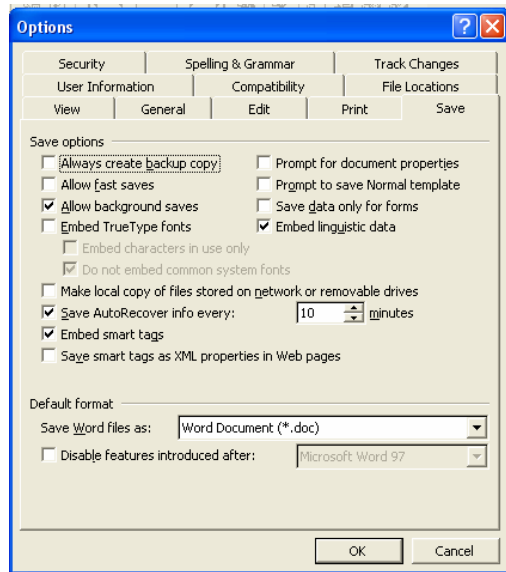 Options
Security Spelling & Grammar Track Changes
User Information Compatibility File Locations
View General Edit Print Save
Save options
Always create backup copy Prompt for document properties
Allow fast saves Prompt to save Normal template
Allow background saves Save data only for forms
Embed TrueType fonts Embed linguistic data
Embed characters in use only
Do not embed common system fonts
Make local copy of files stored on network or removable drives
Save AutoRecover info every: 10 minutes
Embed smart tags
Save smart tags as XML properties in Web pages
Default format
Save Word files as: Word Document (*.doc)
Disable features introduced after: Microsoft Word 97
OK Cancel